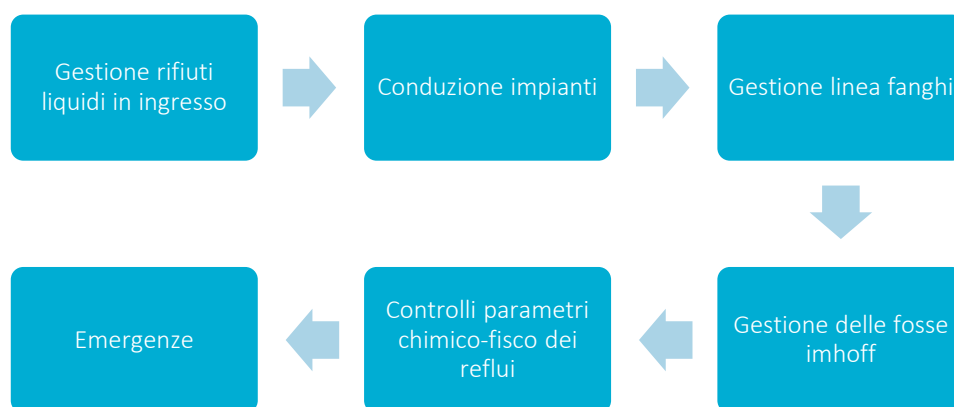 Gestione rifiuti
liquidi in ingresso
Conduzione impianti
Gestione linea fanghi
Gestione delle fosse
imhoff
Controlli parametri
chimico-fisco dei
reflui
Emergenze